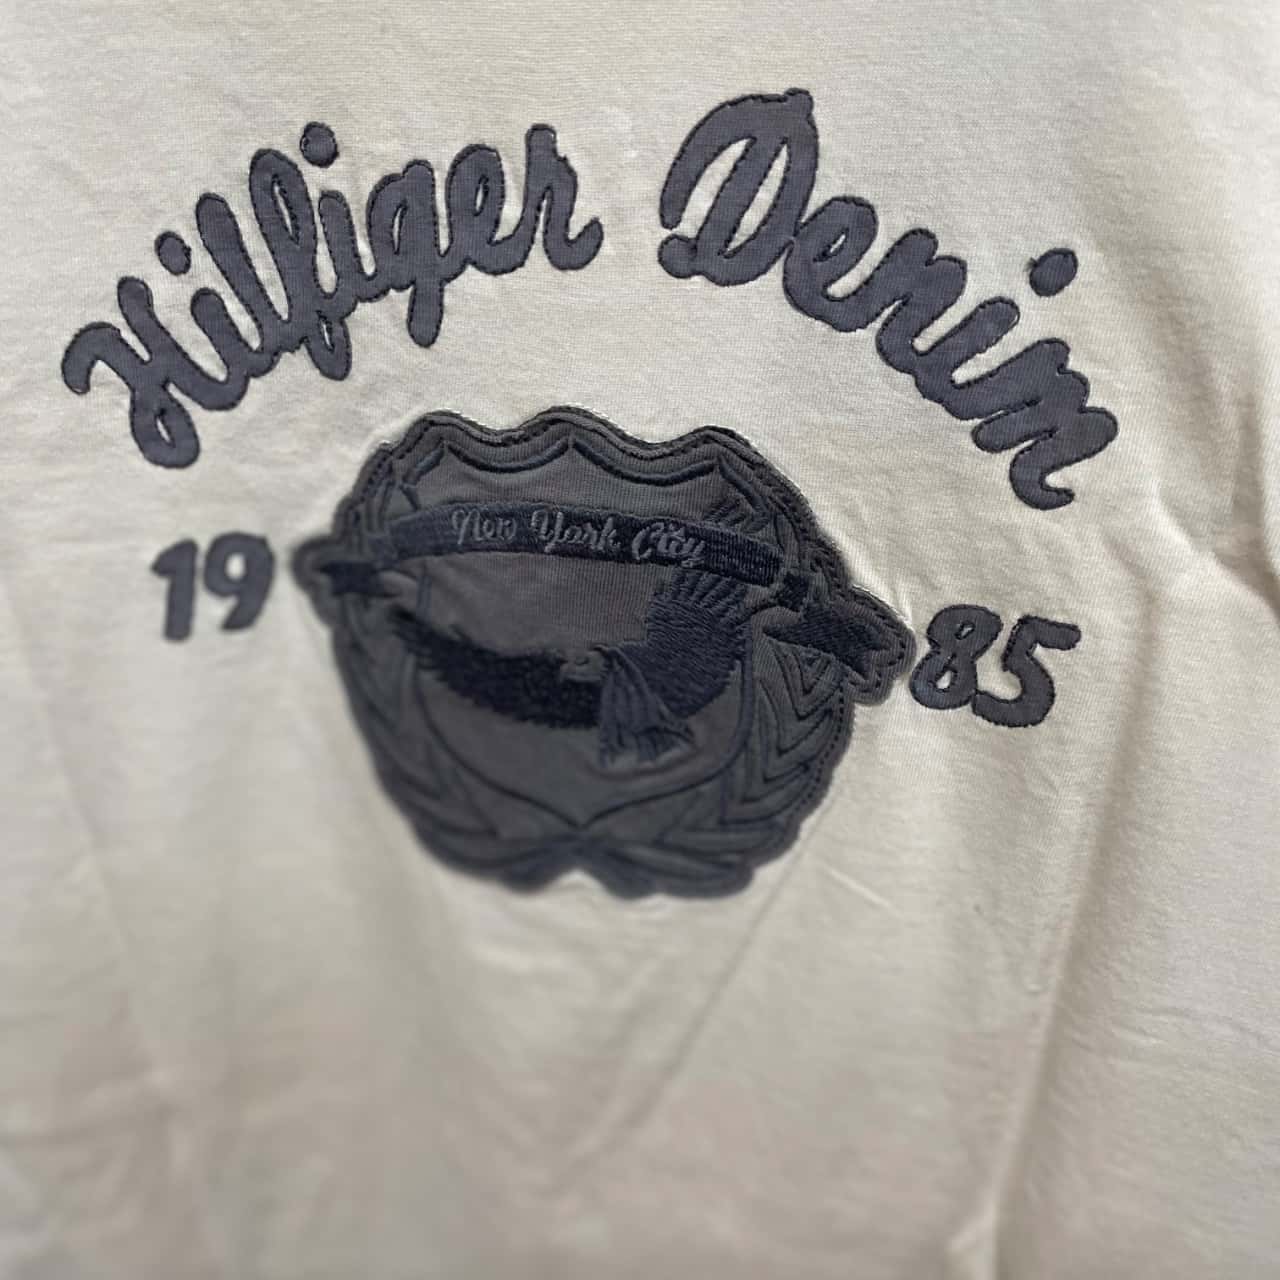 Hilfiger Denim
New York City
19 85